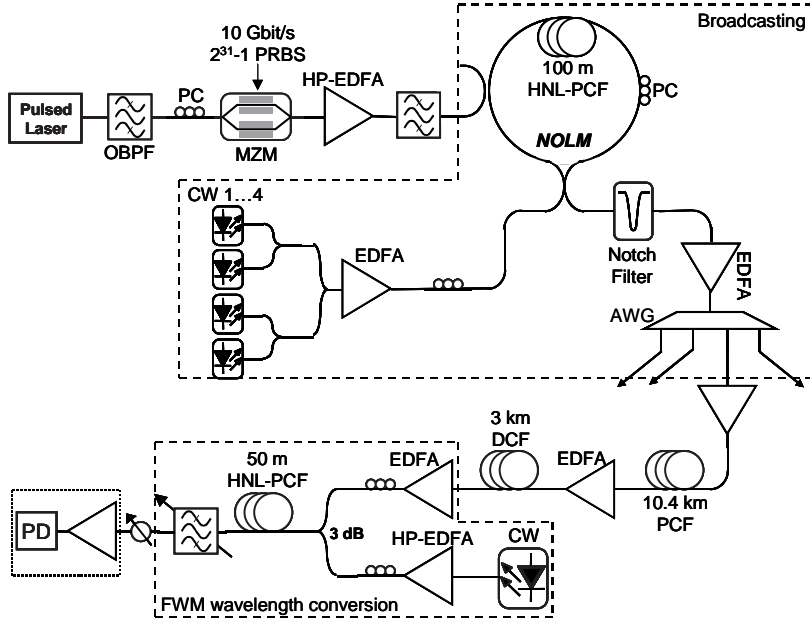 Broadcasting
10 Gbit/s
2³¹-1 PRBS
PC
HP-EDFA
100 m
HNL-PCF
PC
Pulsed
Laser
OBPF
MZM
NOLM
CW 1...4
EDFA
Notch
Filter
EDFA
AWG
3 km
DCF
50 m
HNL-PCF
EDFA
EDFA
10.4 km
PCF
PD
3 dB
HP-EDFA
CW
FWM wavelength conversion